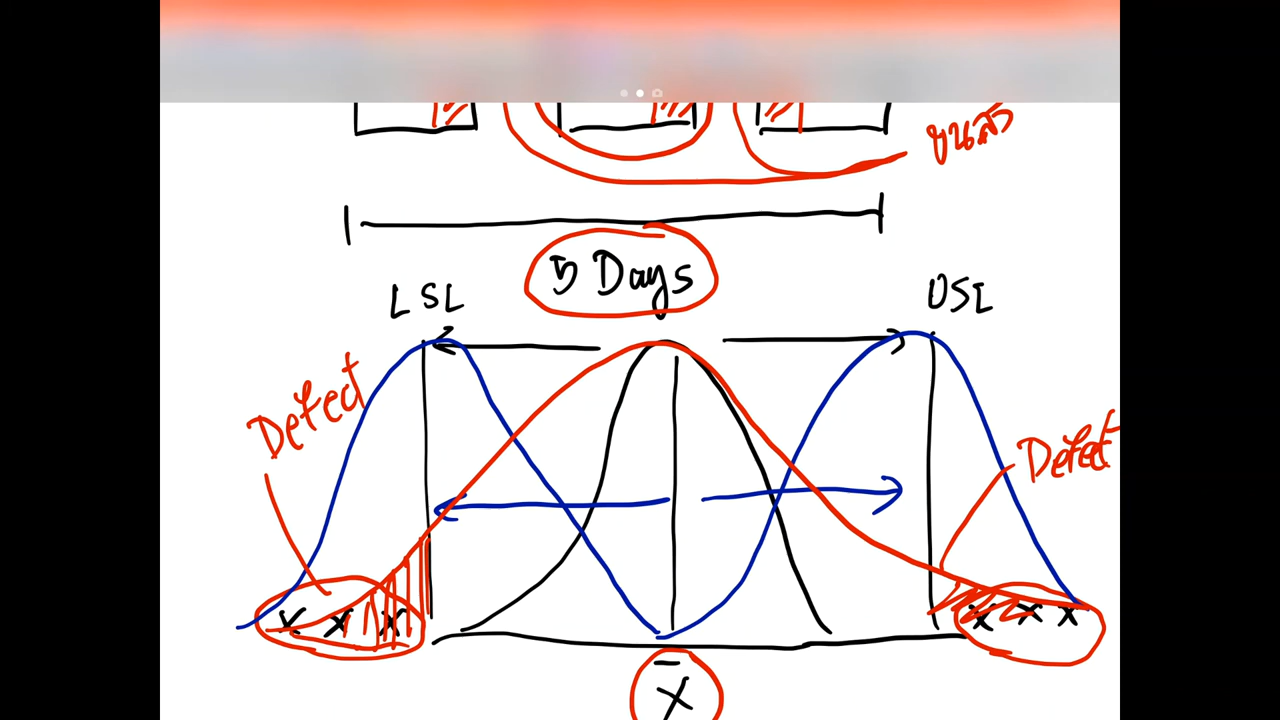 ขนส่ง
5 Days
LSL
USL
Defect
Defect
x x x
x x x
X̄